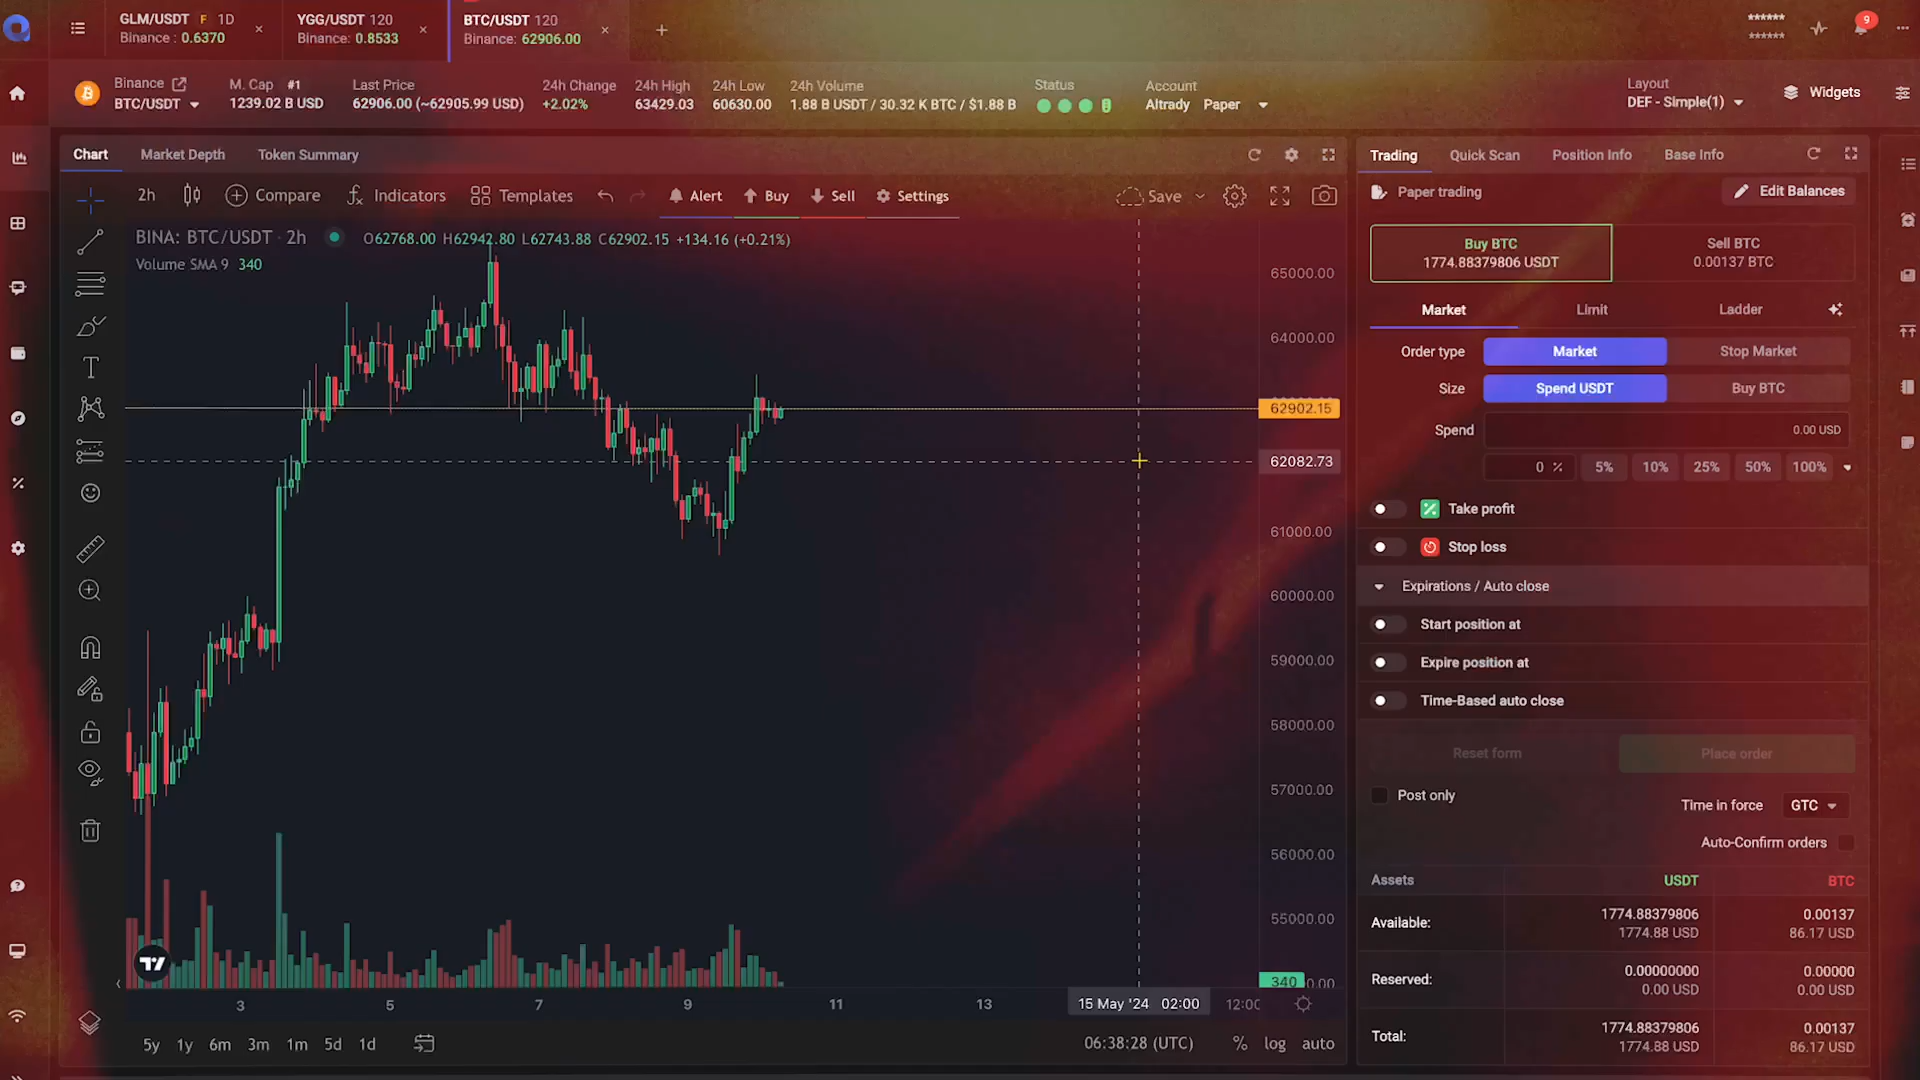 GLM/USDT F 1D
Binance : 0.6370
YGG/USDT 120
Binance: 0.8533
BTC/USDT 120
Binance: 62906.00
******
******
9
Binance
BTC/USDT
M. Cap #1
1239.02 B USD
Last Price
62906.00 (~62905.99 USD)
24h Change
+2.02%
24h High
63429.03
24h Low
60630.00
24h Volume
1.88 B USDT / 30.32 K BTC / $1.88 B
Status
Account
Altrady Paper
Layout
DEF - Simple(1)
Widgets
Chart Market Depth Token Summary
2h Compare Indicators Templates Alert Buy Sell Settings Save
BINA: BTC/USDT · 2h O62768.00 H62942.80 L62743.88 C62902.15 +134.16 (+0.21%)
Volume SMA 9 340
65000.00
64000.00
62902.15
62082.73
61000.00
60000.00
59000.00
58000.00
57000.00
56000.00
55000.00
340
3 5 7 9 11 13 15 May '24 02:00 12:00
5y 1y 6m 3m 1m 5d 1d
06:38:28 (UTC) % log auto
Trading Quick Scan Position Info Base Info
Paper trading
Edit Balances
Buy BTC
1774.88379806 USDT
Sell BTC
0.00137 BTC
Market Limit Ladder
Order type Market Stop Market
Size Spend USDT Buy BTC
Spend 0.00 USD
0 % 5% 10% 25% 50% 100%
Take profit
Stop loss
Expirations / Auto close
Start position at
Expire position at
Time-Based auto close
Reset form Place order
Post only
Time in force GTC
Auto-Confirm orders
Assets USDT BTC
Available: 1774.88379806 0.00137
1774.88 USD 86.17 USD
Reserved: 0.00000000 0.00000
0.00 USD 0.00 USD
Total: 1774.88379806 0.00137
1774.88 USD 86.17 USD